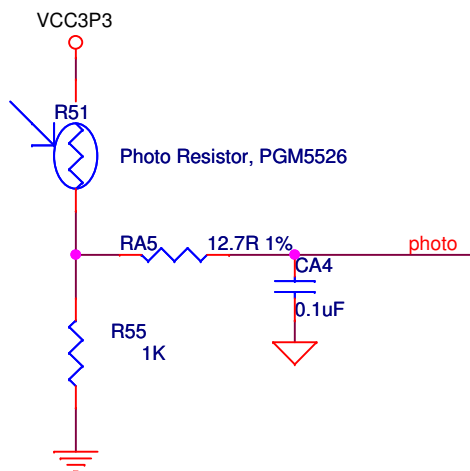 VCC3P3
R51
Photo Resistor, PGM5526
RA5 12.7R 1%
photo
CA4
0.1uF
R55
1K